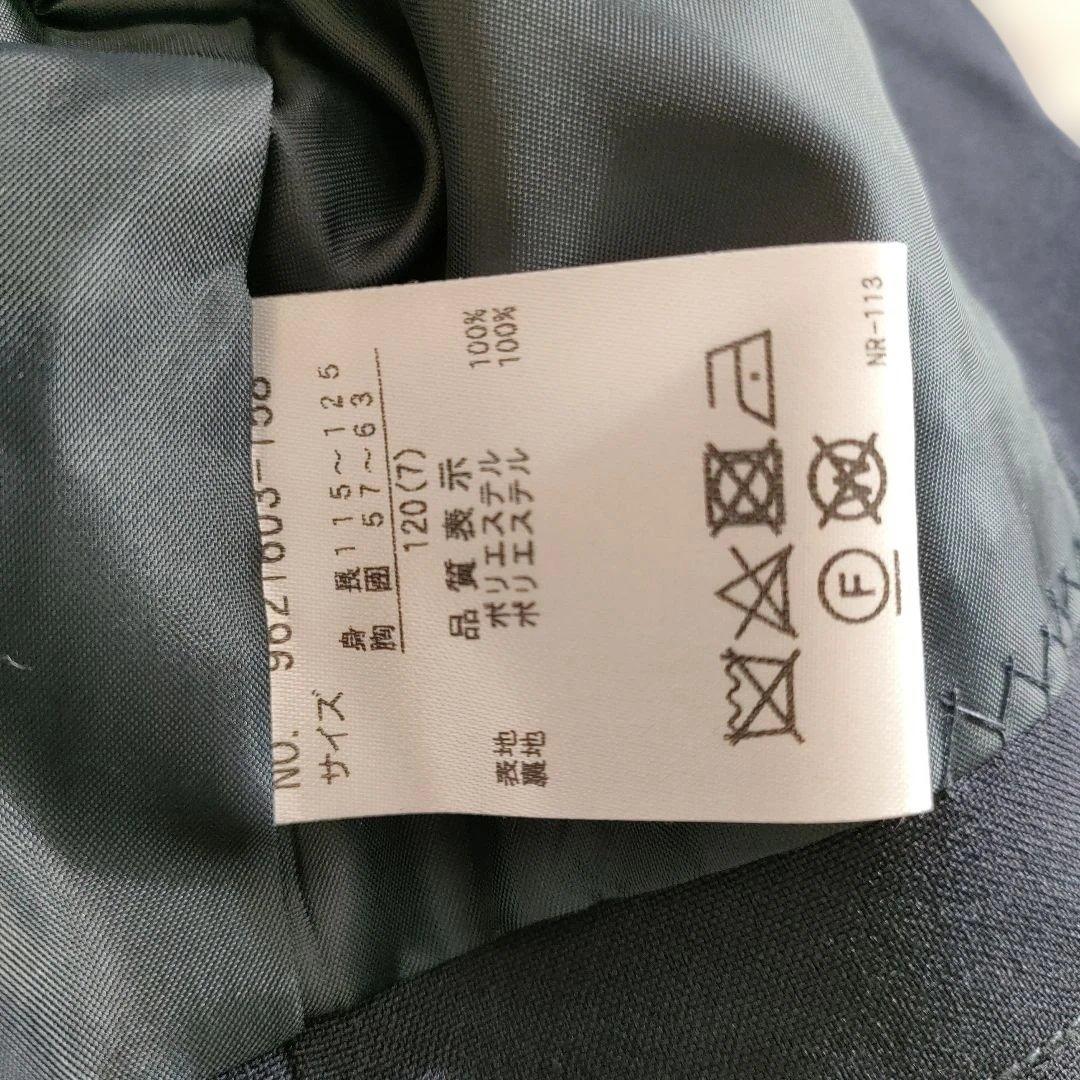 NO. 9621603-158
サイズ
身長 115～125
胸囲 57～63
120(7)
品質表示
表地 ポリエステル 100%
裏地 ポリエステル 100%
F
W
NR-113